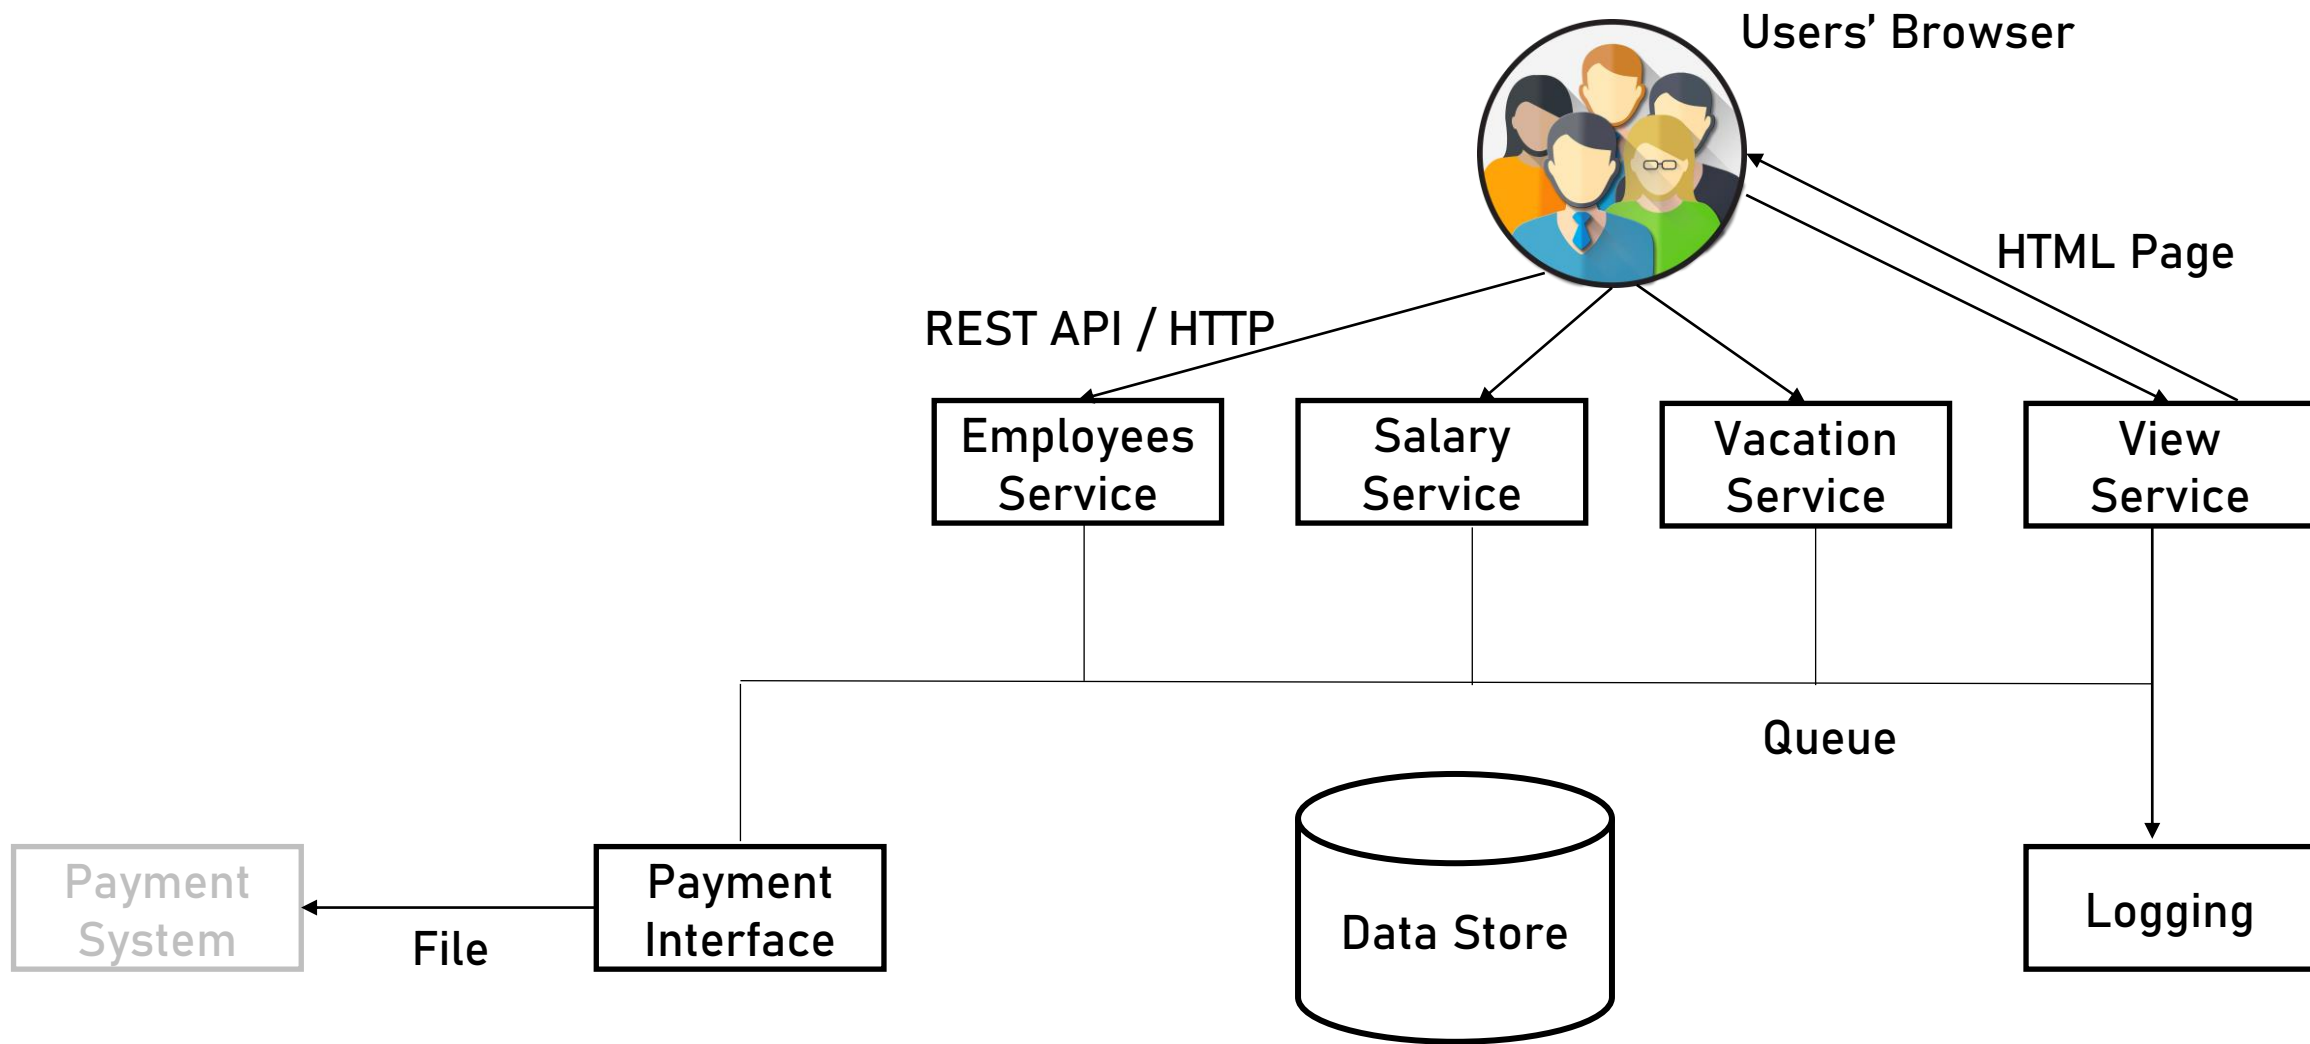 Users’ Browser
HTML Page
REST API / HTTP
Employees
Service
Salary
Service
Vacation
Service
View
Service
Queue
Payment
System
File
Payment
Interface
Data Store
Logging